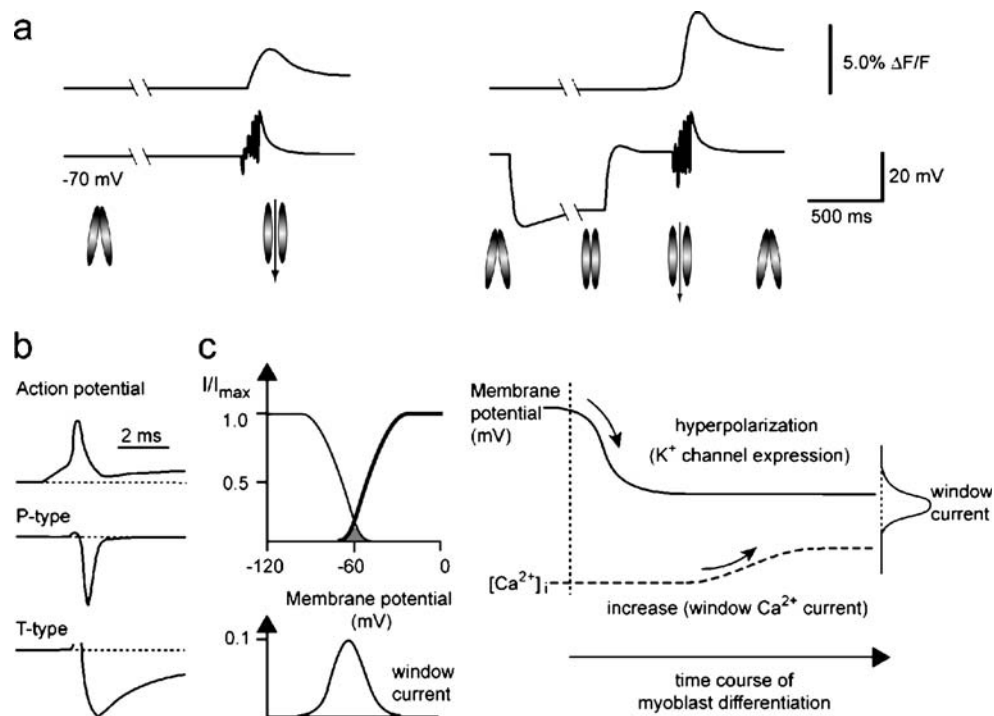 a
5.0% ΔF/F
-70 mV
20 mV
500 ms
b
Action potential
2 ms
P-type
T-type
c
I/Imax
1.0
0.5
-120
-60
0
Membrane potential
(mV)
0.1
window
current
Membrane
potential
(mV)
hyperpolarization
(K+ channel expression)
window
current
[Ca2+]i
increase (window Ca2+ current)
time course of
myoblast differentiation